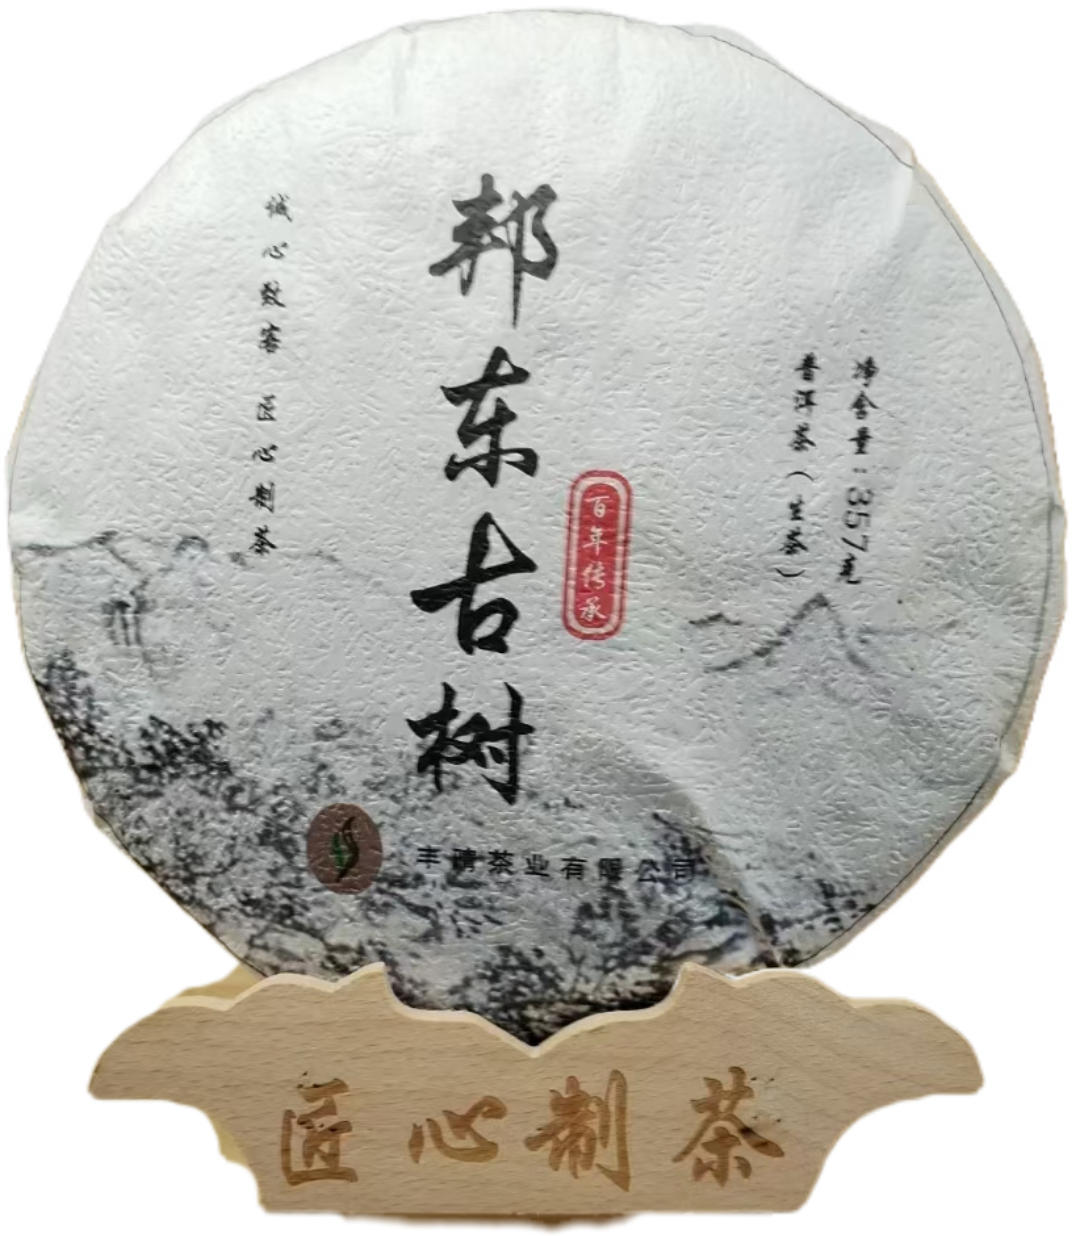 净含量：357克
普洱茶（生茶）
百年传承
邦东古树
诚心致客 匠心制茶
丰晴茶业有限公司
匠心制茶